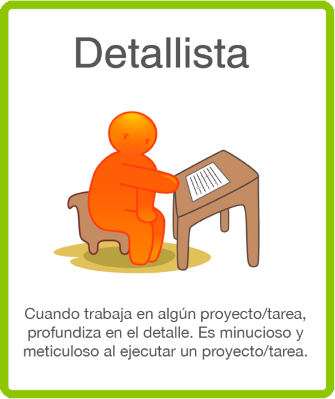 Detallista
Cuando trabaja en algún proyecto/tarea,
profundiza en el detalle. Es minucioso y
meticuloso al ejecutar un proyecto/tarea.